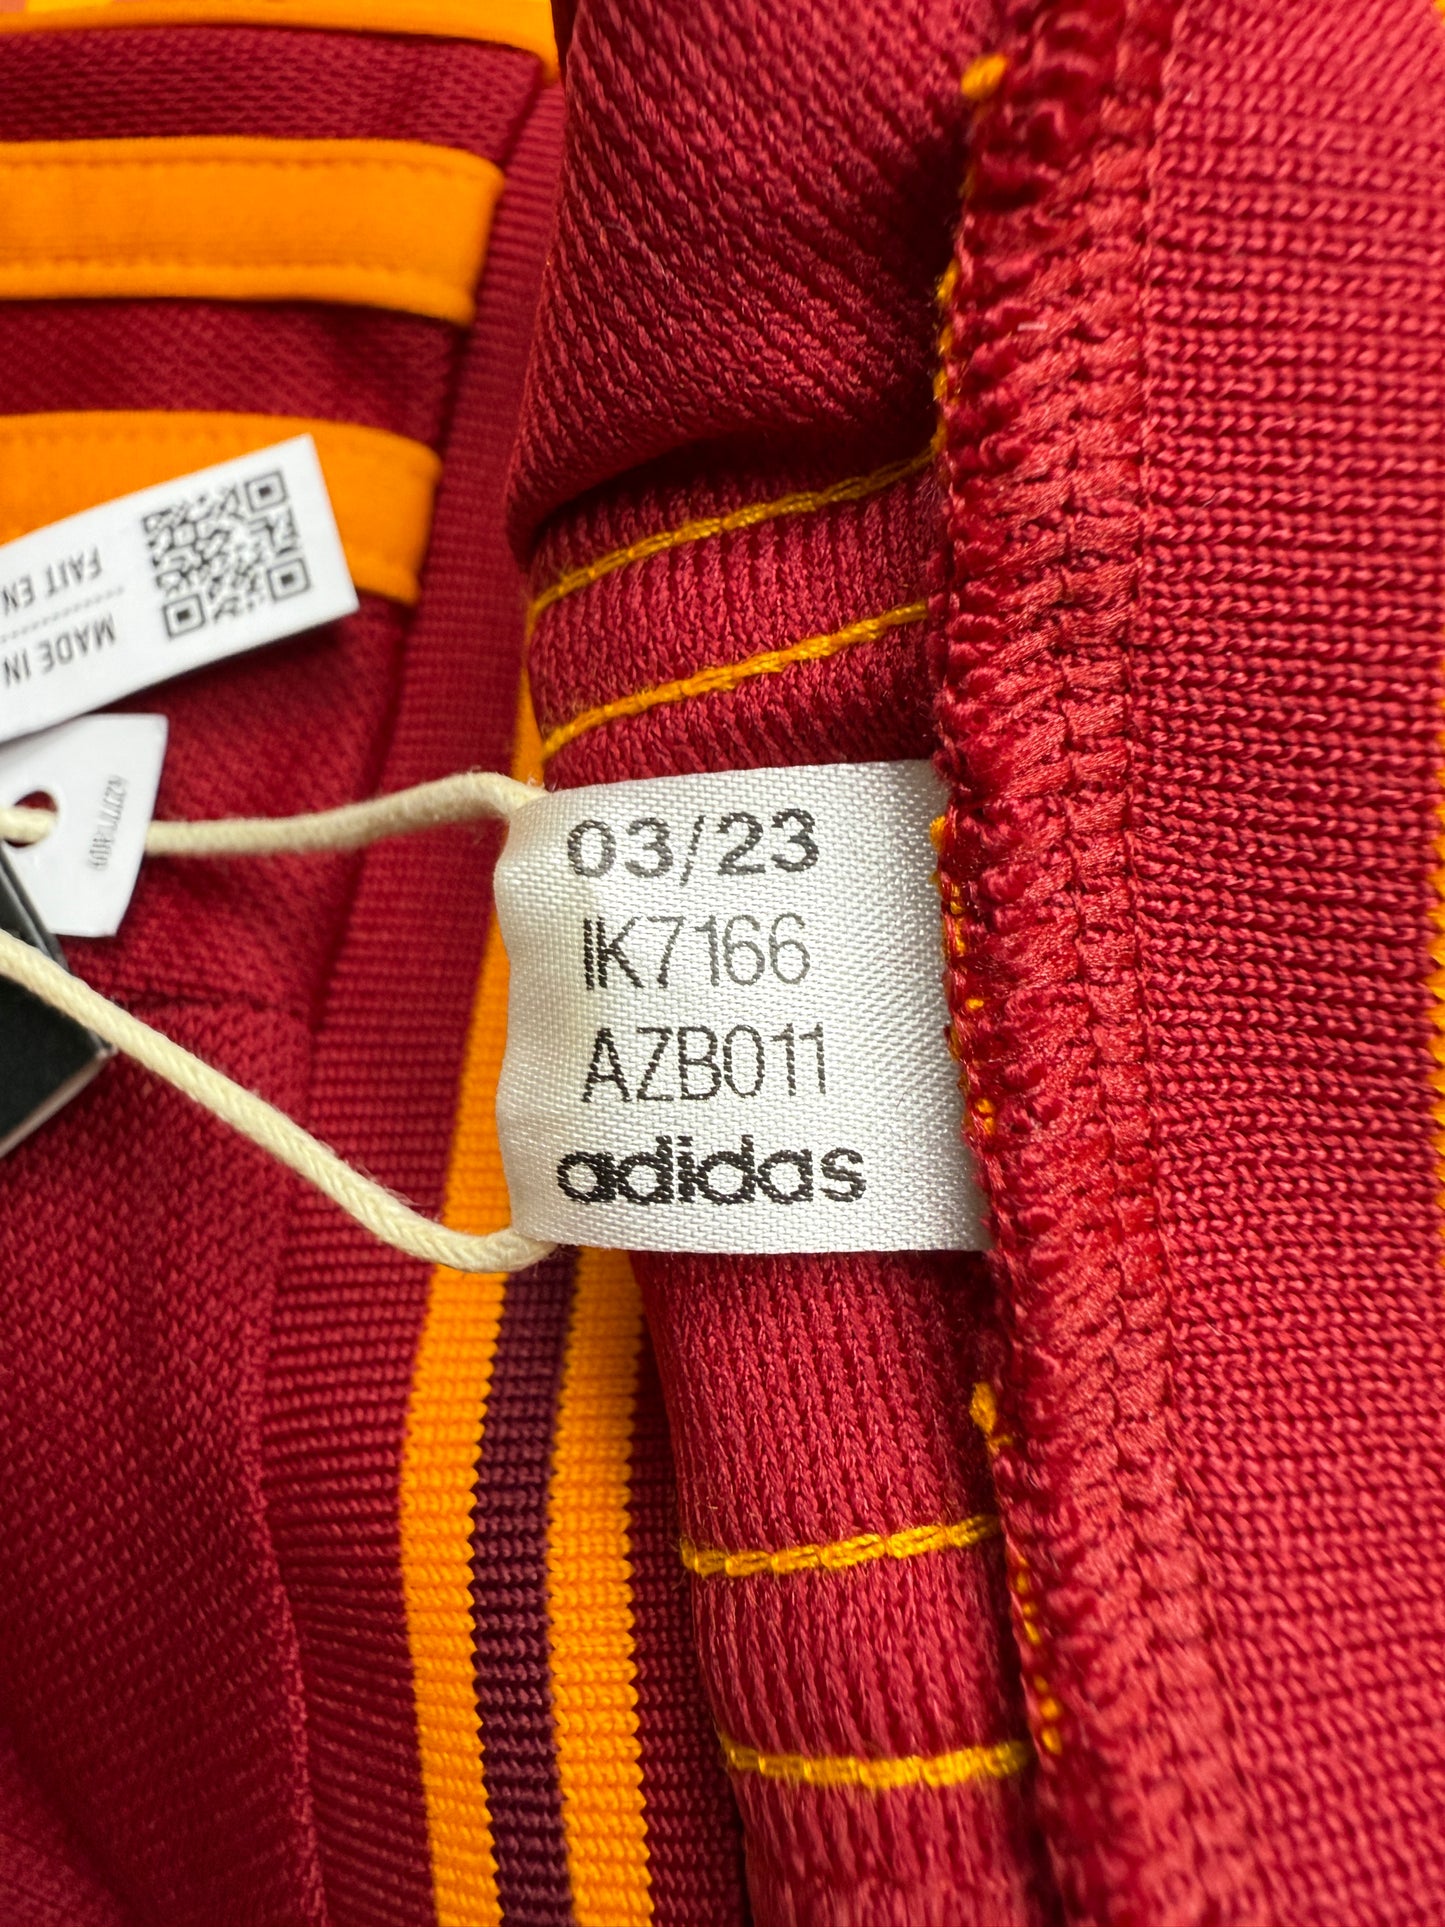 03/23
IK7166
AZB011
adidas
MADE IN
FAIT EN